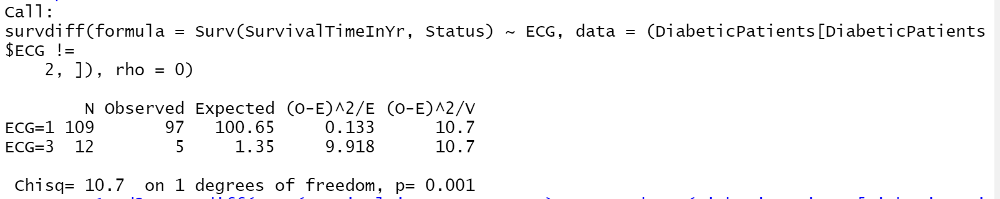 Call:
survdiff(formula = Surv(SurvivalTimeInYr, Status) ~ ECG, data = (DiabeticPatients[DiabeticPatients
$ECG !=
    2, ]), rho = 0)

        N Observed Expected (O-E)^2/E (O-E)^2/V
ECG=1 109       97   100.65     0.133      10.7
ECG=3  12        5     1.35     9.918      10.7

 Chisq= 10.7  on 1 degrees of freedom, p= 0.001